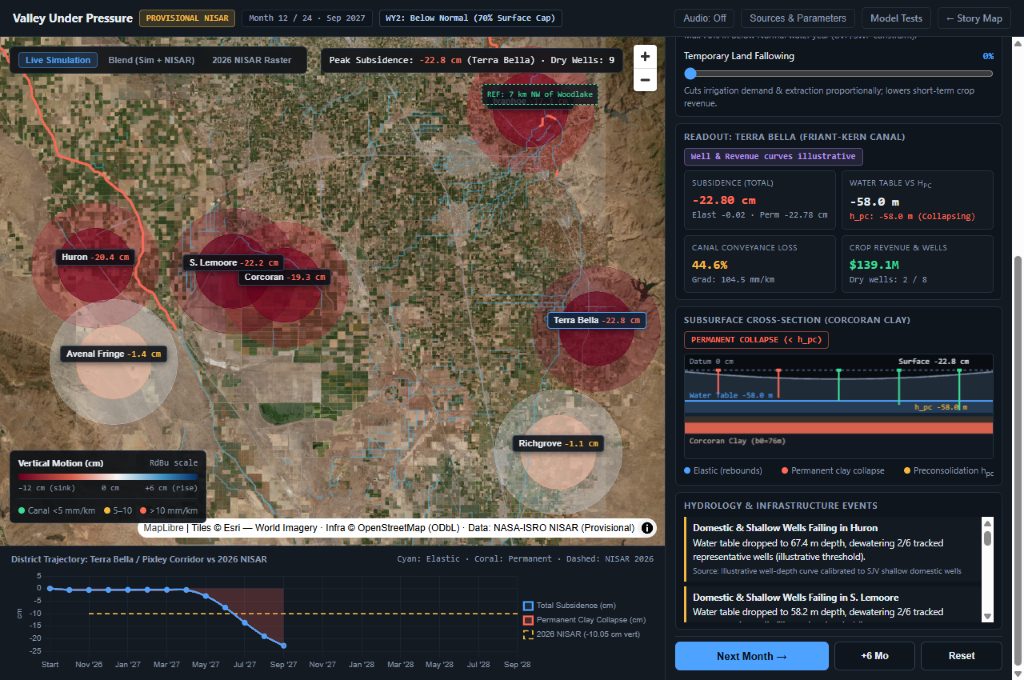 Valley Under Pressure
PROVISIONAL NISAR
Month 12 / 24 · Sep 2027
WY2: Below Normal (70% Surface Cap)
Audio: Off
Sources & Parameters
Model Tests
← Story Map
Live Simulation
Blend (Sim + NISAR)
2026 NISAR Raster
Peak Subsidence: -22.8 cm (Terra Bella) · Dry Wells: 9
+
−
REF: 7 km NW of Woodlake
Huron -20.4 cm
S. Lemoore -22.2 cm
Corcoran -19.3 cm
Terra Bella -22.8 cm
Avenal Fringe -1.4 cm
Richgrove -1.1 cm
Vertical Motion (cm)
RdBu scale
-12 cm (sink)
0 cm
+6 cm (rise)
Canal <5 mm/km
5–10
>10 mm/km
MapLibre | Tiles © Esri — World Imagery · Infra © OpenStreetMap (ODbL) · Data: NASA-ISRO NISAR (Provisional)
District Trajectory: Terra Bella / Pixley Corridor vs 2026 NISAR
Cyan: Elastic · Coral: Permanent · Dashed: NISAR 2026
5
0
-5
-10
-15
-20
-25
cm
Start
Nov '26
Jan '27
Mar '27
May '27
Jul '27
Sep '27
Nov '27
Jan '28
Mar '28
May '28
Jul '28
Sep '28
Total Subsidence (cm)
Permanent Clay Collapse (cm)
2026 NISAR (-10.05 cm vert)
Temporary Land Fallowing
0%
Cuts irrigation demand & extraction proportionally; lowers short-term crop
revenue.
READOUT: TERRA BELLA (FRIANT-KERN CANAL)
Well & Revenue curves illustrative
SUBSIDENCE (TOTAL)
-22.80 cm
Elast -0.02 · Perm -22.78 cm
WATER TABLE VS HPC
-58.0 m
h_pc: -58.0 m (Collapsing)
CANAL CONVEYANCE LOSS
44.6%
Grad: 104.5 mm/km
CROP REVENUE & WELLS
$139.1M
Dry wells: 2 / 8
SUBSURFACE CROSS-SECTION (CORCORAN CLAY)
PERMANENT COLLAPSE (< h_pc)
Datum 0 cm
Surface -22.8 cm
Water Table -58.0 m
h_pc -58.0 m
Corcoran Clay (b0=76m)
Elastic (rebounds)
Permanent clay collapse
Preconsolidation hpc
HYDROLOGY & INFRASTRUCTURE EVENTS
Domestic & Shallow Wells Failing in Huron
Water table dropped to 67.4 m depth, dewatering 2/6 tracked
representative wells (illustrative threshold).
Source: Illustrative well-depth curve calibrated to SJV shallow domestic wells
Domestic & Shallow Wells Failing in S. Lemoore
Water table dropped to 58.2 m depth, dewatering 2/6 tracked
Next Month →
+6 Mo
Reset